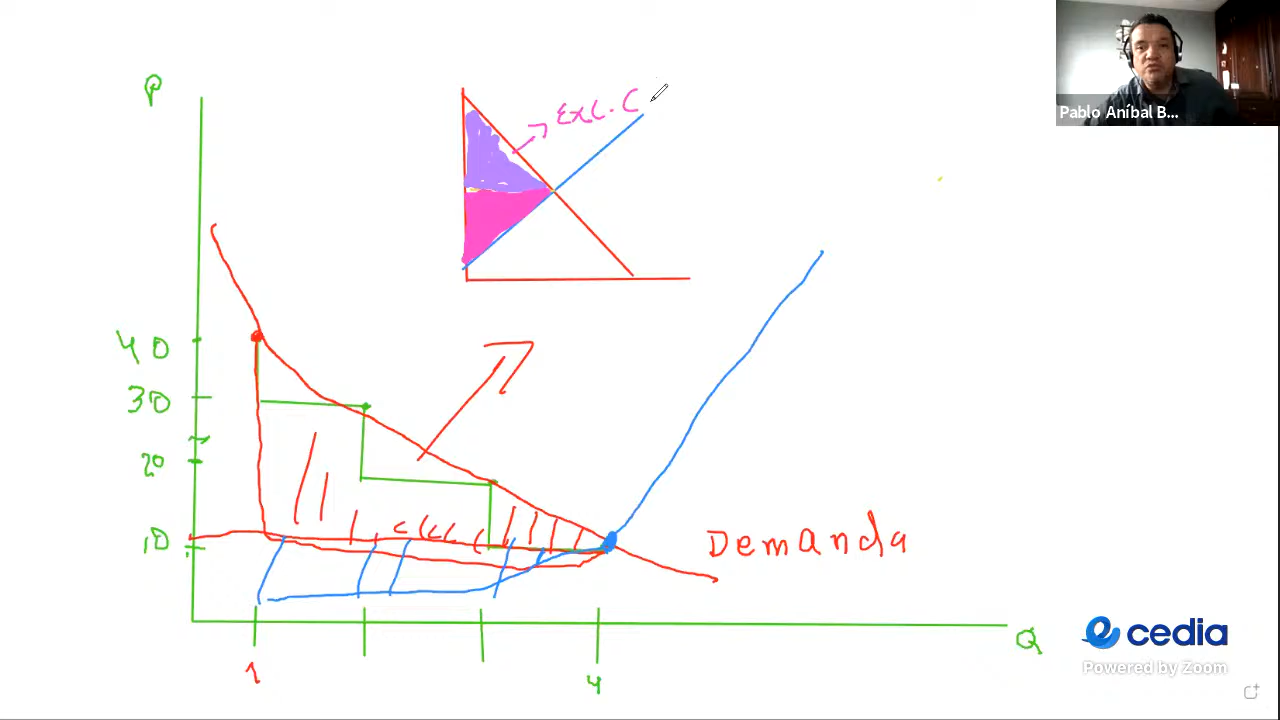 P
Exc. C
Pablo Aníbal B...
40
30
20
10
Demanda
Q
1
4
cedia
Powered by Zoom